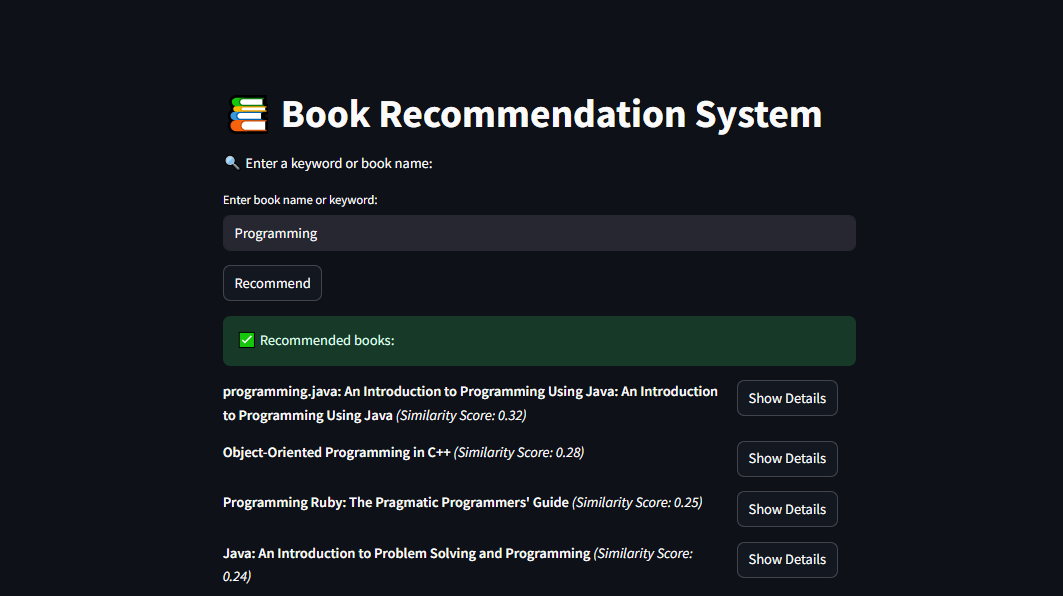 📚 Book Recommendation System
🔍 Enter a keyword or book name:
Enter book name or keyword:
Programming
Recommend
✅ Recommended books:
programming.java: An Introduction to Programming Using Java: An Introduction
to Programming Using Java (Similarity Score: 0.32)
Show Details
Object-Oriented Programming in C++ (Similarity Score: 0.28)
Show Details
Programming Ruby: The Pragmatic Programmers' Guide (Similarity Score: 0.25)
Show Details
Java: An Introduction to Problem Solving and Programming (Similarity Score:
0.24)
Show Details